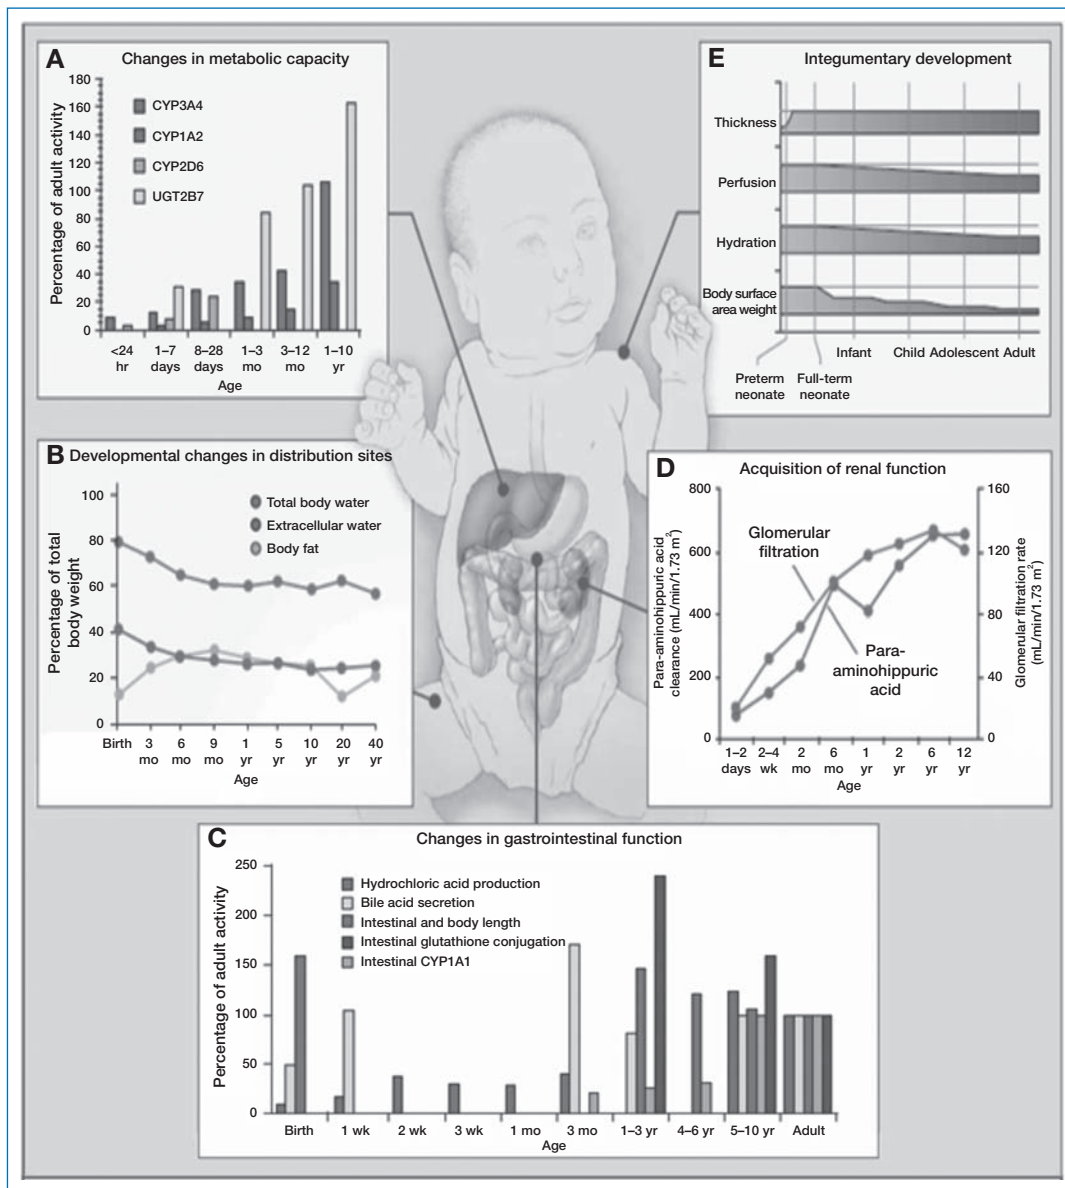 A
Changes in metabolic capacity
Percentage of adult activity
180
160
140
120
100
80
60
40
20
0
CYP3A4
CYP1A2
CYP2D6
UGT2B7
<24 hr
1–7 days
8–28 days
1–3 mo
3–12 mo
1–10 yr
Age
E
Integumentary development
Thickness
Perfusion
Hydration
Body surface
area weight
Infant
Child
Adolescent
Adult
Preterm
neonate
Full-term
neonate
B
Developmental changes in distribution sites
Percentage of total
body weight
100
80
60
40
20
0
Total body water
Extracellular water
Body fat
Birth
3 mo
6 mo
9 mo
1 yr
5 yr
10 yr
20 yr
40 yr
Age
D
Acquisition of renal function
Para-aminohippuric acid
clearance (mL/min/1.73 m2)
800
600
400
200
0
Glomerular
filtration
Para-
aminohippuric
acid
160
120
80
40
0
Glomerular filtration rate
(mL/min/1.73 m2)
1–2 days
2–4 wk
2 mo
6 mo
1 yr
2 yr
6 yr
12 yr
Age
C
Changes in gastrointestinal function
Percentage of adult activity
250
200
150
100
50
0
Hydrochloric acid production
Bile acid secretion
Intestinal and body length
Intestinal glutathione conjugation
Intestinal CYP1A1
Birth
1 wk
2 wk
3 wk
1 mo
3 mo
1–3 yr
4–6 yr
5–10 yr
Adult
Age